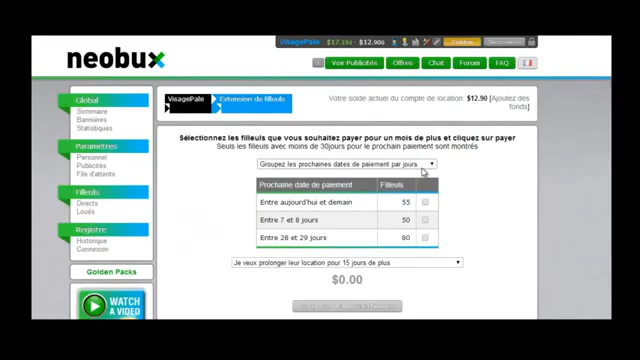 VisagePale $17.193 $12.900 Golden
neobux
Voir Publicités Offres Chat Forum FAQ
Global
Sommaire
Bannières
Statistiques
Paramètres
Personnel
Publicités
File d'attente
Filleuls
Directs
Loués
Registre
Historique
Connexion
Golden Packs
WATCH
A VIDEO
VisagePale Extension de filleuls
Votre solde actuel du compte de location: $12.90 [Ajoutez des
fonds]
Sélectionnez les filleuls que vous souhaitez payer pour un mois de plus et cliquez sur payer
Seuls les filleuls avec moins de 30jours pour le prochain paiement sont montrés
Groupez les prochaines dates de paiement par jours
Prochaine date de paiement Filleuls
Entre aujourd'hui et demain 55
Entre 7 et 8 jours 50
Entre 28 et 29 jours 80
Je veux prolonger leur location pour 15 jours de plus
$0.00